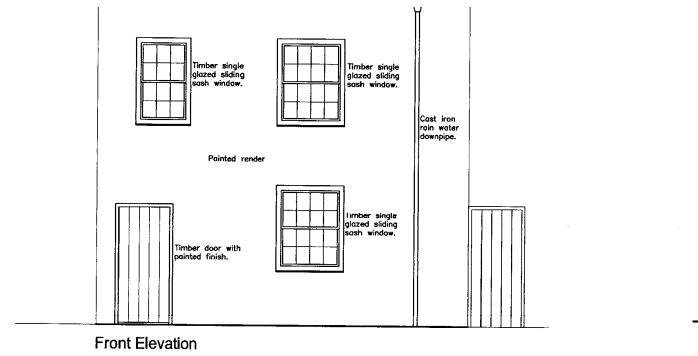 Timber single
glazed sliding
sash window.
Timber single
glazed sliding
sash window.
Cast iron
rain water
downpipe.
Painted render
Timber single
glazed sliding
sash window.
Timber door with
painted finish.
Front Elevation